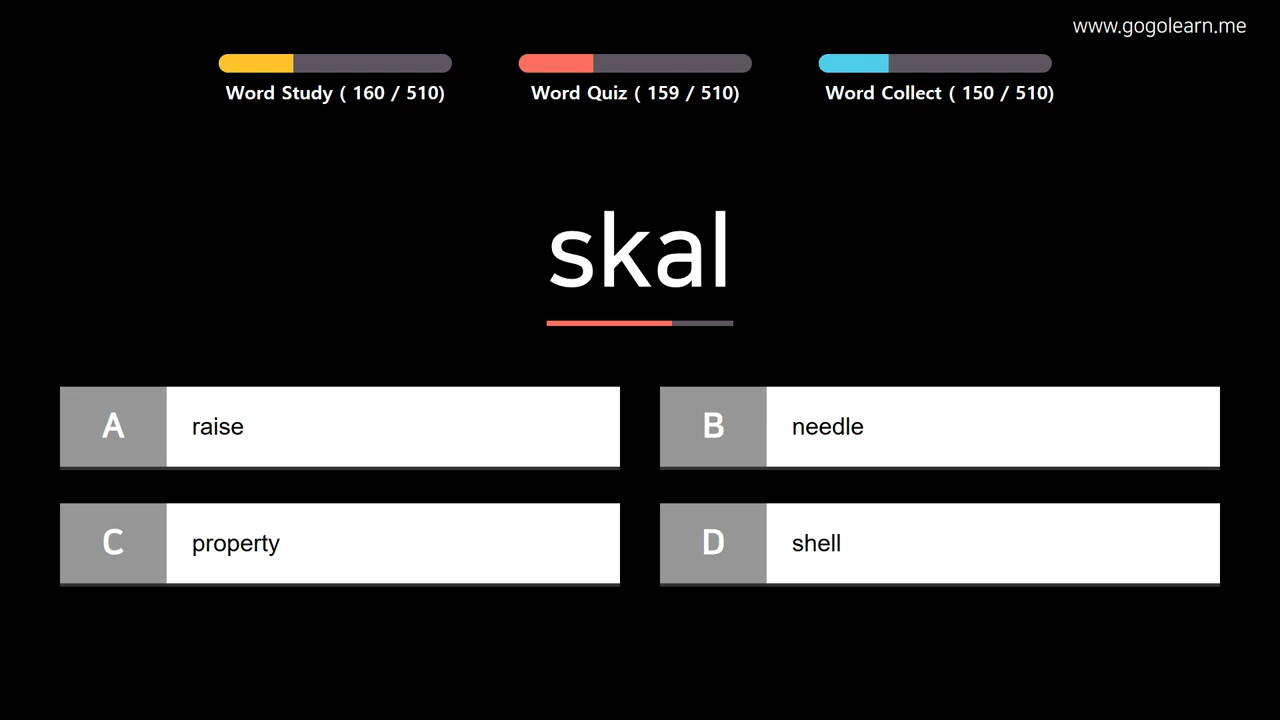 www.gogolearn.me
Word Study ( 160 / 510)
Word Quiz ( 159 / 510)
Word Collect ( 150 / 510)
skal
A raise
B needle
C property
D shell